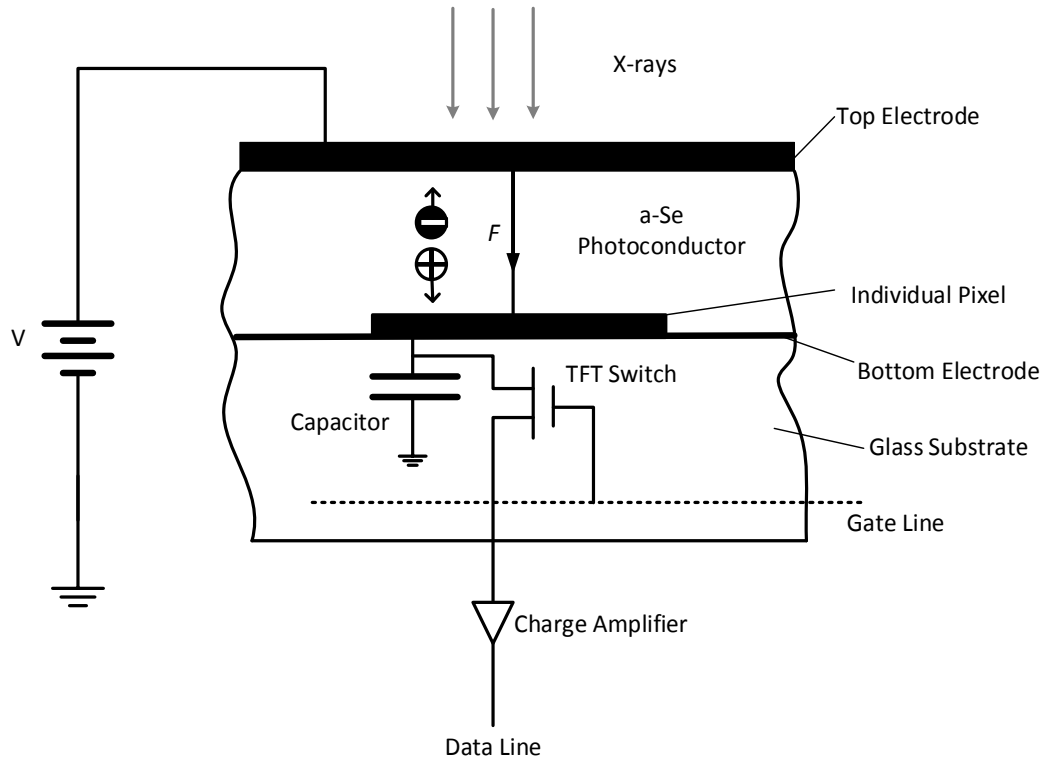 X-rays
Top Electrode
a-Se
Photoconductor
F
Individual Pixel
V
TFT Switch
Bottom Electrode
Capacitor
Glass Substrate
Gate Line
Charge Amplifier
Data Line